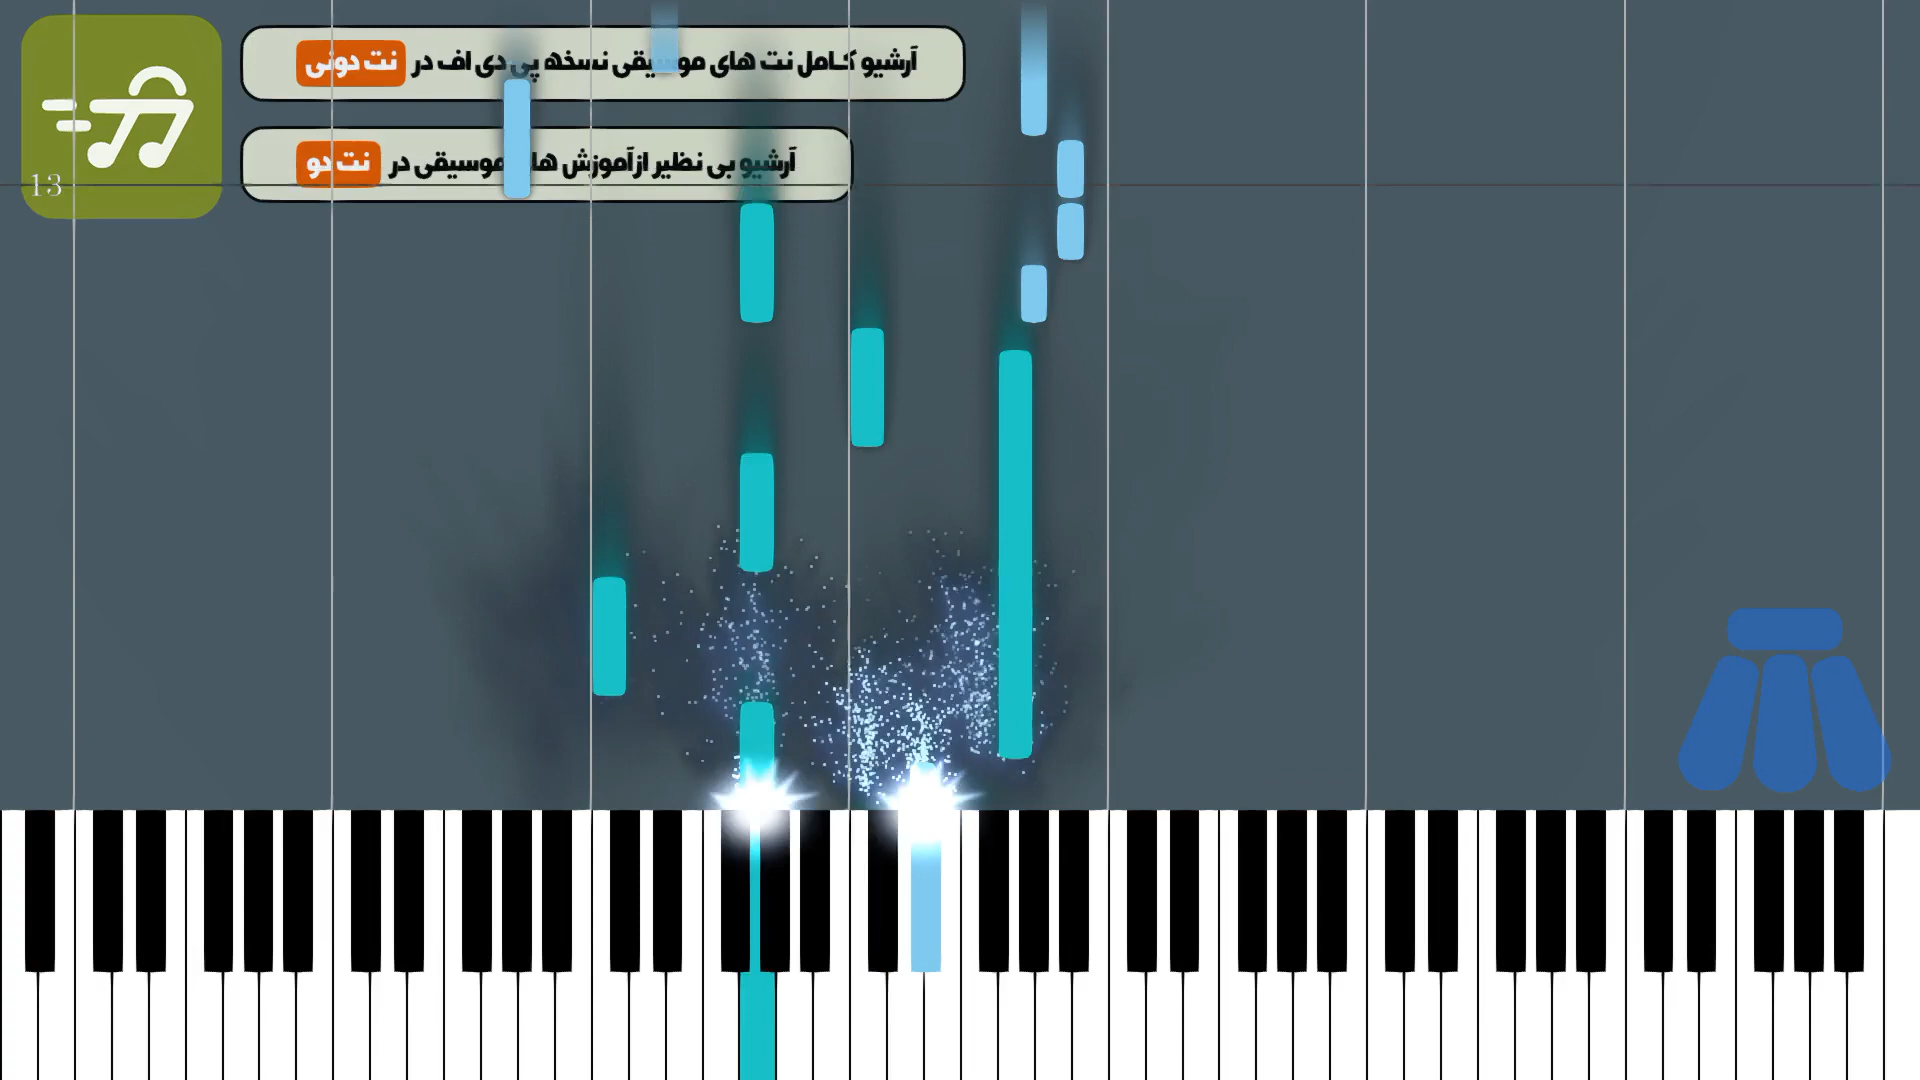 آرشیو کامل نت های موسیقی نسخه پی دی اف در نت دونی
آرشیو بی نظیر از آموزش های موسیقی در نت دو
13